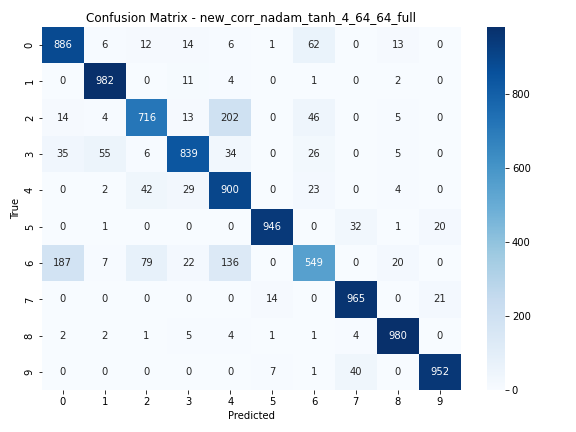 Confusion Matrix - new_corr_nadam_tanh_4_64_64_full
0 886 6 12 14 6 1 62 0 13 0
1 0 982 0 11 4 0 1 0 2 0
2 14 4 716 13 202 0 46 0 5 0
3 35 55 6 839 34 0 26 0 5 0
4 0 2 42 29 900 0 23 0 4 0
5 0 1 0 0 0 946 0 32 1 20
6 187 7 79 22 136 0 549 0 20 0
7 0 0 0 0 0 14 0 965 0 21
8 2 2 1 5 4 1 1 4 980 0
9 0 0 0 0 0 7 1 40 0 952
0 1 2 3 4 5 6 7 8 9
Predicted
True
800
600
400
200
0